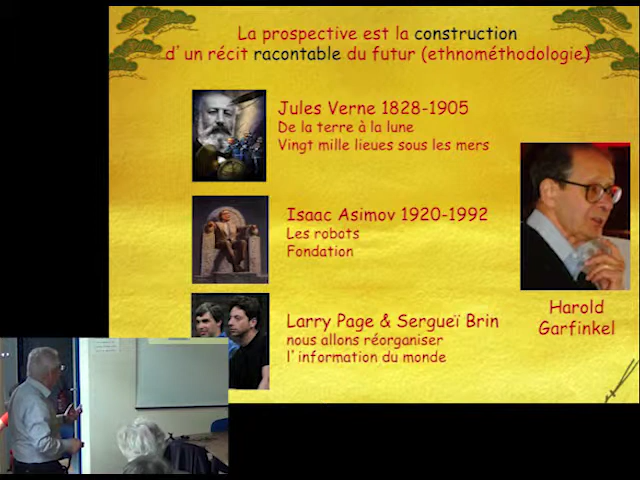 La prospective est la construction
d'un récit racontable du futur (ethnométhodologie)
Jules Verne 1828-1905
De la terre à la lune
Vingt mille lieues sous les mers
Isaac Asimov 1920-1992
Les robots
Fondation
Larry Page & Sergueï Brin
nous allons réorganiser
l'information du monde
Harold
Garfinkel